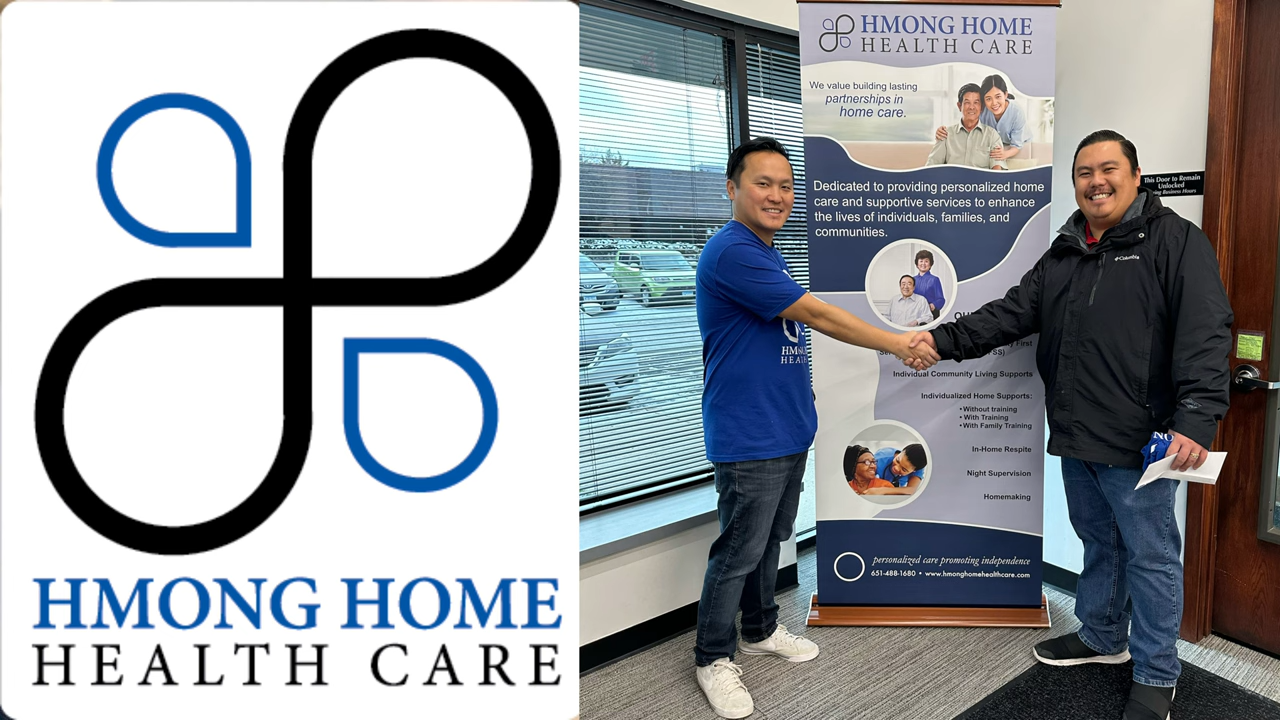 HMONG HOME
HEALTH CARE
HMONG HOME
HEALTH CARE
We value building lasting
partnerships in
home care.
Dedicated to providing personalized home
care and supportive services to enhance
the lives of individuals, families, and
communities.
First
Individual Community Living Supports
Individualized Home Supports:
• Without training
• With Training
• With Family Training
In-Home Respite
Night Supervision
Homemaking
personalized care promoting independence
651-488-1680 • www.hmonghomehealthcare.com
This Door to Remain
Unlocked
Business Hours
Columbia